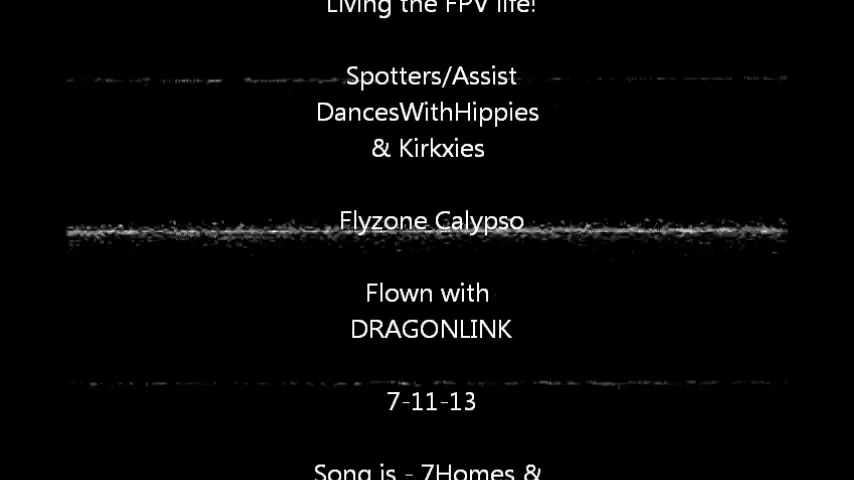 Living the FPV life!
Spotters/Assist
DancesWithHippies
& Kirkxies
Flyzone Calypso
Flown with
DRAGONLINK
7-11-13
Song is - 7Homes &